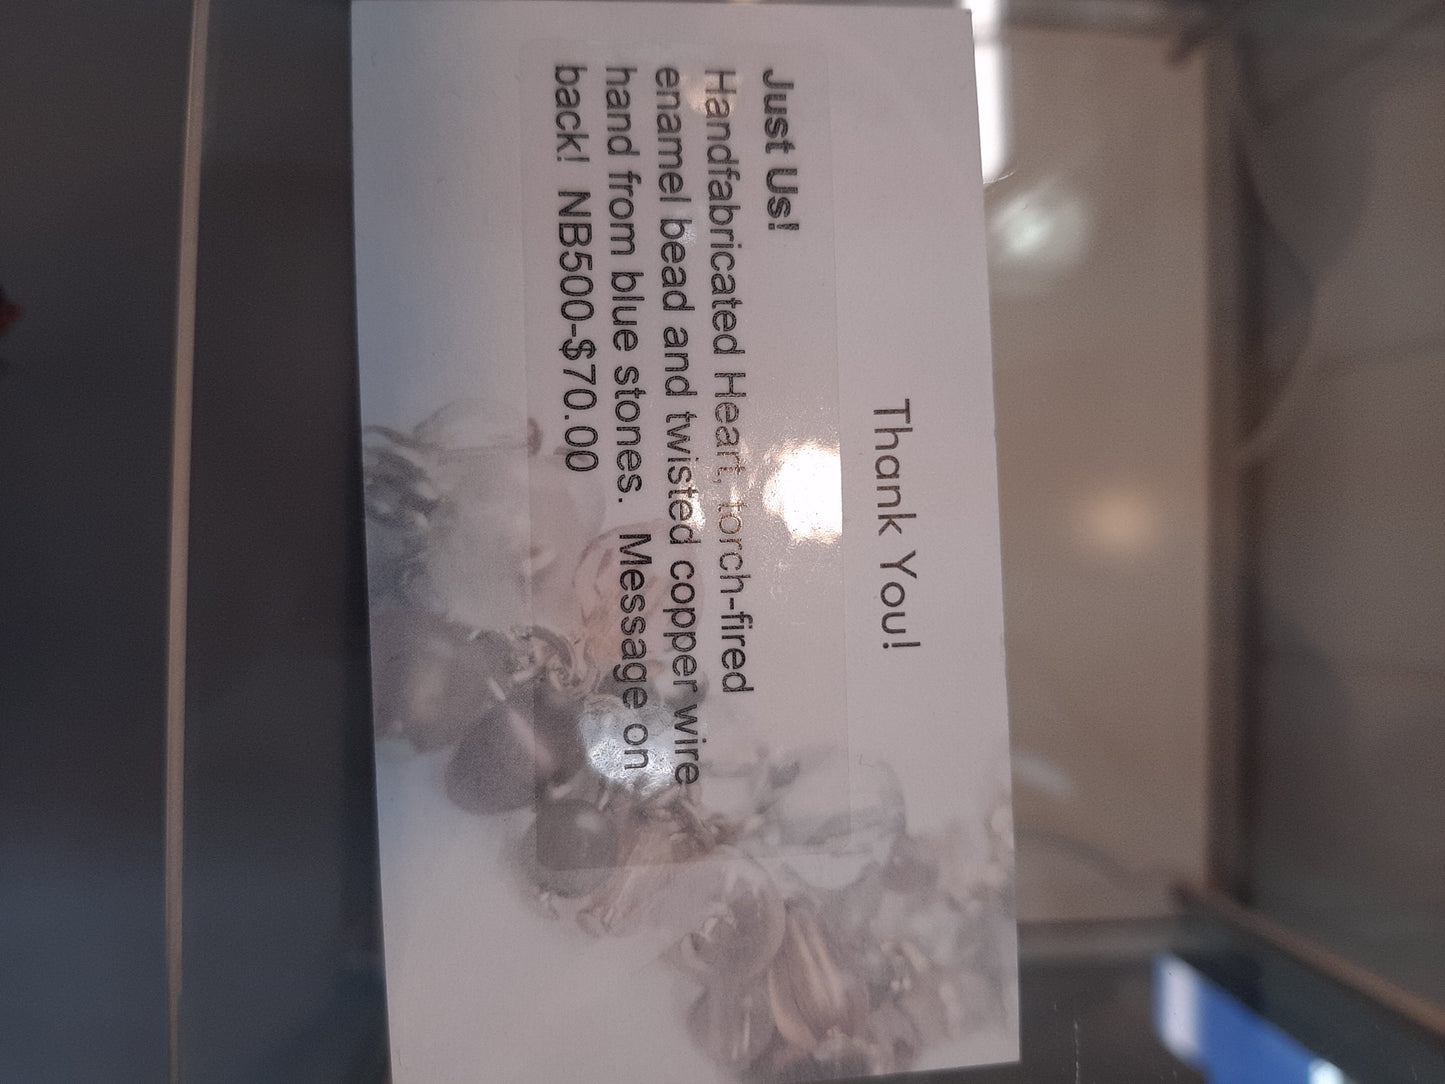 Thank You!
Just Us!
Handfabricated Heart, torch-fired
enamel bead and twisted copper wire
hand from blue stones.  Message on
back!  NB500-$70.00